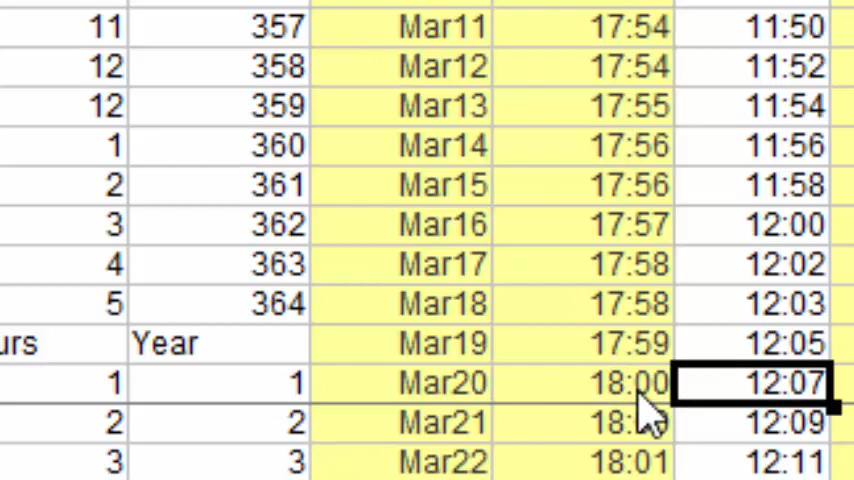 11 357 Mar11 17:54 11:50
12 358 Mar12 17:54 11:52
12 359 Mar13 17:55 11:54
1 360 Mar14 17:56 11:56
2 361 Mar15 17:56 11:58
3 362 Mar16 17:57 12:00
4 363 Mar17 17:58 12:02
5 364 Mar18 17:58 12:03
urs Year Mar19 17:59 12:05
1 1 Mar20 18:00 12:07
2 2 Mar21 12:09
3 3 Mar22 18:01 12:11